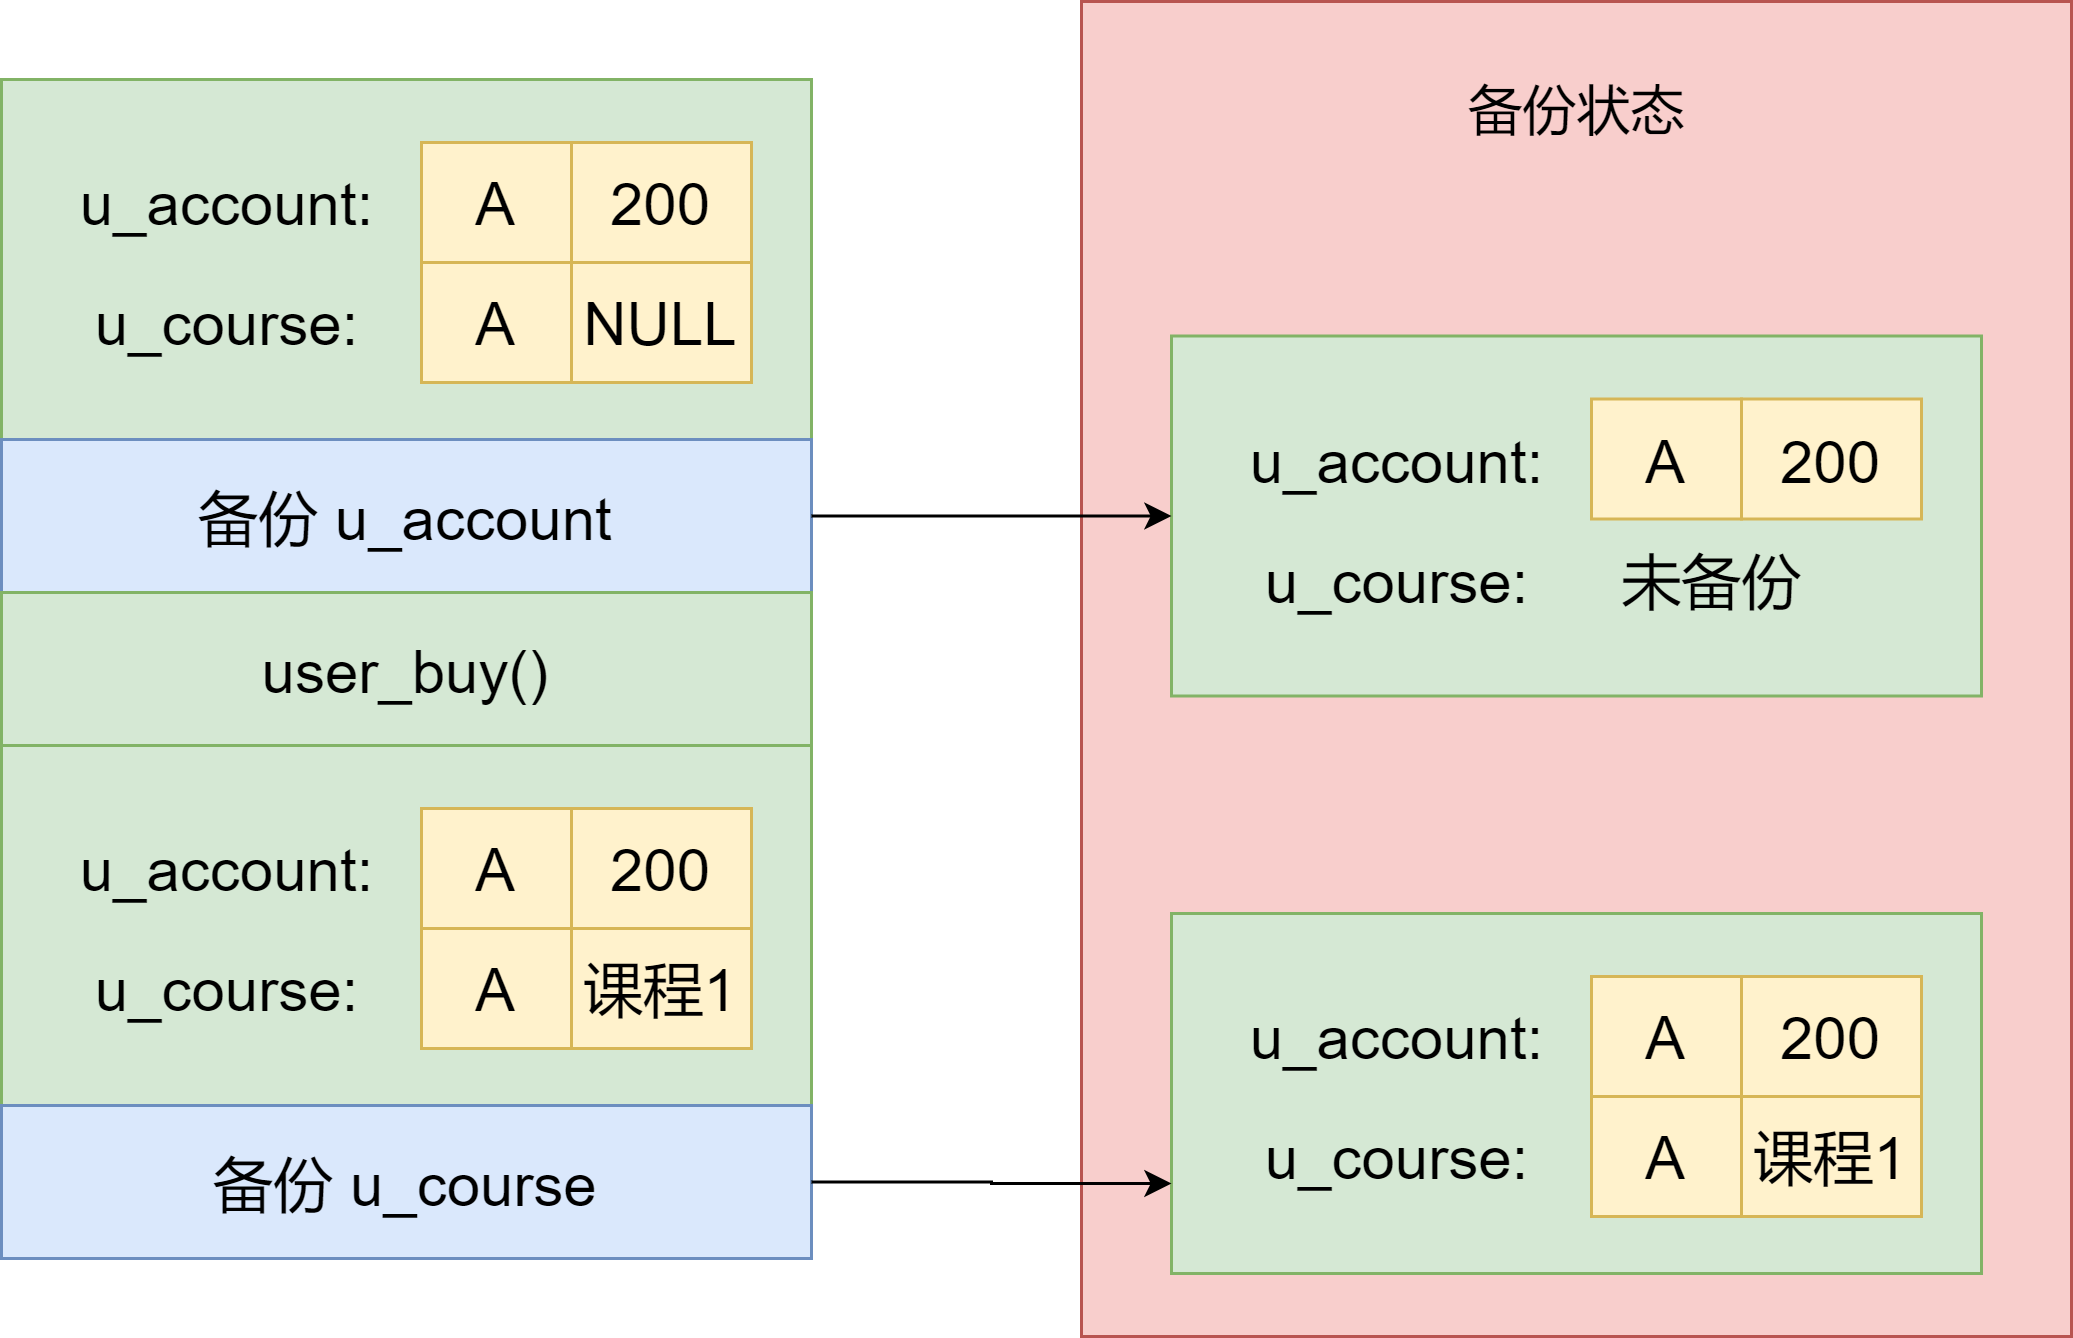 u_account: A 200
u_course: A NULL
备份 u_account
user_buy()
u_account: A 200
u_course: A 课程1
备份 u_course
备份状态
u_account: A 200
u_course: 未备份
u_account: A 200
u_course: A 课程1